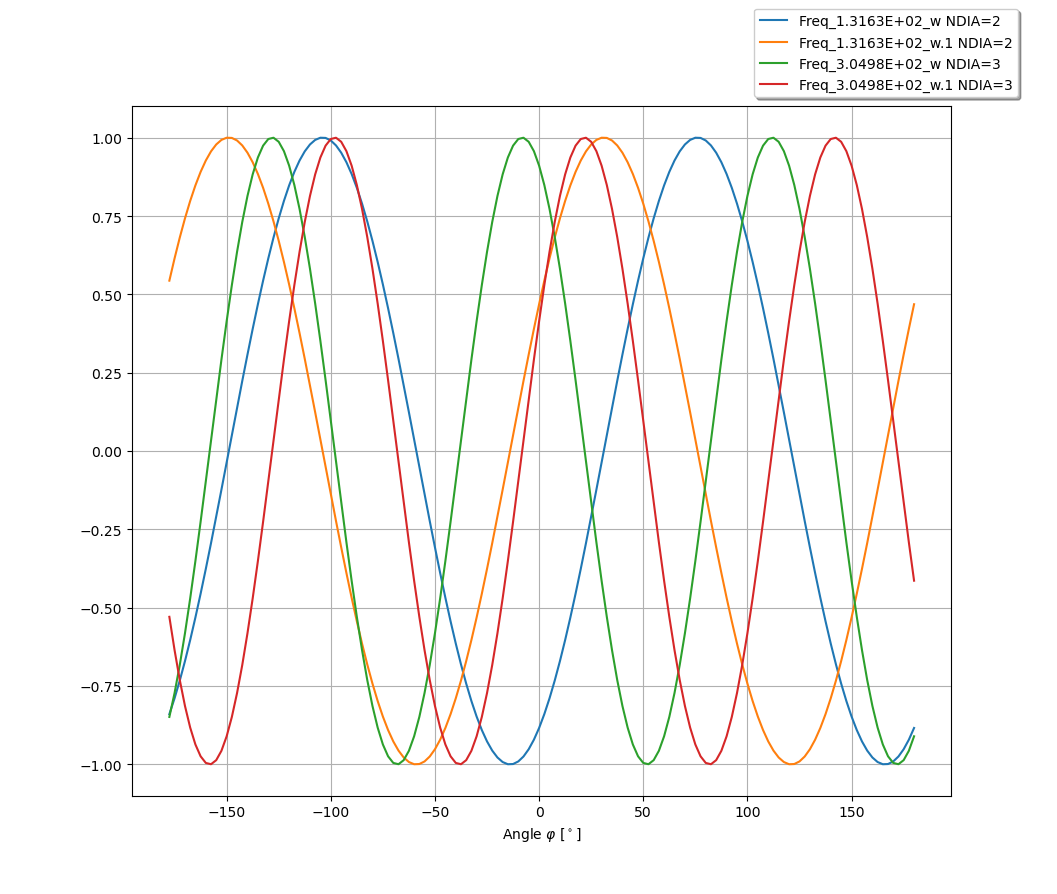 Freq_1.3163E+02_w NDIA=2
Freq_1.3163E+02_w.1 NDIA=2
Freq_3.0498E+02_w NDIA=3
Freq_3.0498E+02_w.1 NDIA=3
1.00
0.75
0.50
0.25
0.00
−0.25
−0.50
−0.75
−1.00
−150 −100 −50 0 50 100 150
Angle φ [°]